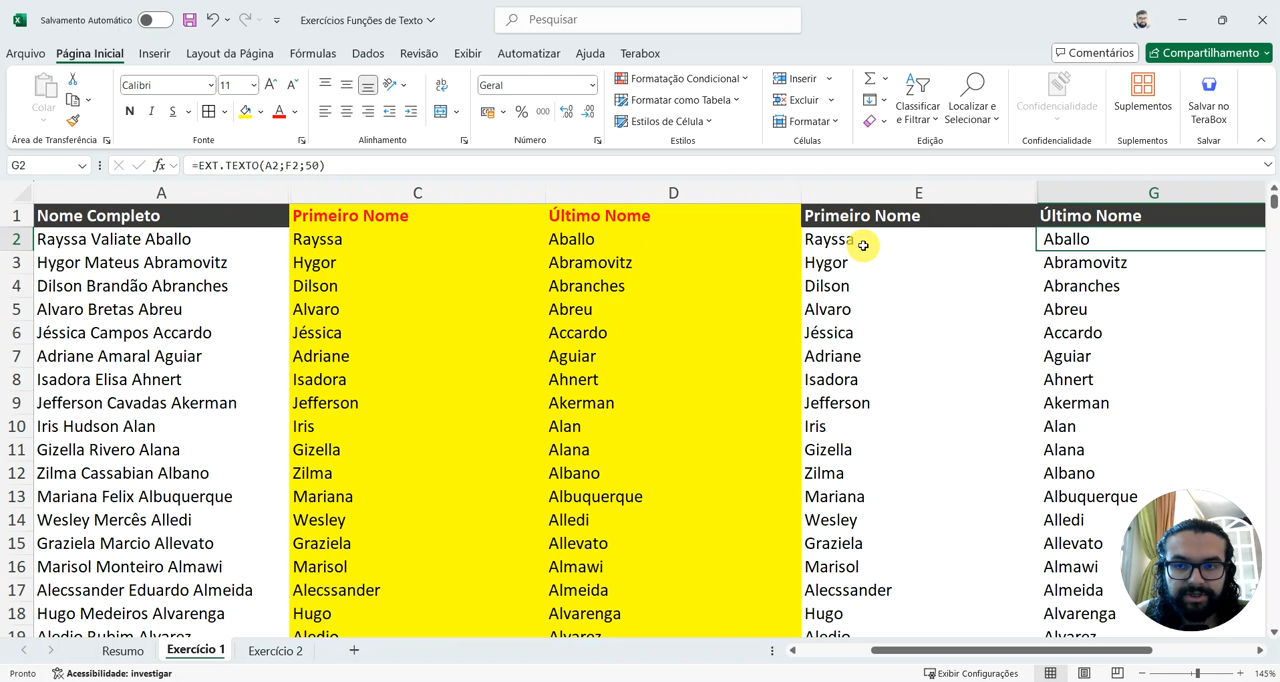 Salvamento Automático
Exercícios Funções de Texto
Pesquisar
Arquivo Página Inicial Inserir Layout da Página Fórmulas Dados Revisão Exibir Automatizar Ajuda Terabox Comentários Compartilhamento
Colar
Área de Transferência
Calibri 11
N I S
Fonte
Alinhamento
Geral
% 000
Número
Formatação Condicional
Formatar como Tabela
Estilos de Célula
Estilos
Inserir
Excluir
Formatar
Células
Classificar e Filtrar
Localizar e Selecionar
Edição
Confidencialidade
Confidencialidade
Suplementos
Suplementos
Salvar no TeraBox
Salvar
G2 fx =EXT.TEXTO(A2;F2;50)
A C D E G
1 Nome Completo Primeiro Nome Último Nome Primeiro Nome Último Nome
2 Rayssa Valiate Aballo Rayssa Aballo Rayssa Aballo
3 Hygor Mateus Abramovitz Hygor Abramovitz Hygor Abramovitz
4 Dilson Brandão Abranches Dilson Abranches Dilson Abranches
5 Alvaro Bretas Abreu Alvaro Abreu Alvaro Abreu
6 Jéssica Campos Accardo Jéssica Accardo Jéssica Accardo
7 Adriane Amaral Aguiar Adriane Aguiar Adriane Aguiar
8 Isadora Elisa Ahnert Isadora Ahnert Isadora Ahnert
9 Jefferson Cavadas Akerman Jefferson Akerman Jefferson Akerman
10 Iris Hudson Alan Iris Alan Iris Alan
11 Gizella Rivero Alana Gizella Alana Gizella Alana
12 Zilma Cassabian Albano Zilma Albano Zilma Albano
13 Mariana Felix Albuquerque Mariana Albuquerque Mariana Albuquerque
14 Wesley Mercês Alledi Wesley Alledi Wesley Alledi
15 Graziela Marcio Allevato Graziela Allevato Graziela Allevato
16 Marisol Monteiro Almawi Marisol Almawi Marisol Almawi
17 Alecssander Eduardo Almeida Alecssander Almeida Alecssander Almeida
18 Hugo Medeiros Alvarenga Hugo Alvarenga Hugo Alvarenga
19 Aledio Rubim Alvarez Aledio Alvarez Aledio Alvarez
Resumo Exercício 1 Exercício 2
Pronto Acessibilidade: investigar Exibir Configurações 145%